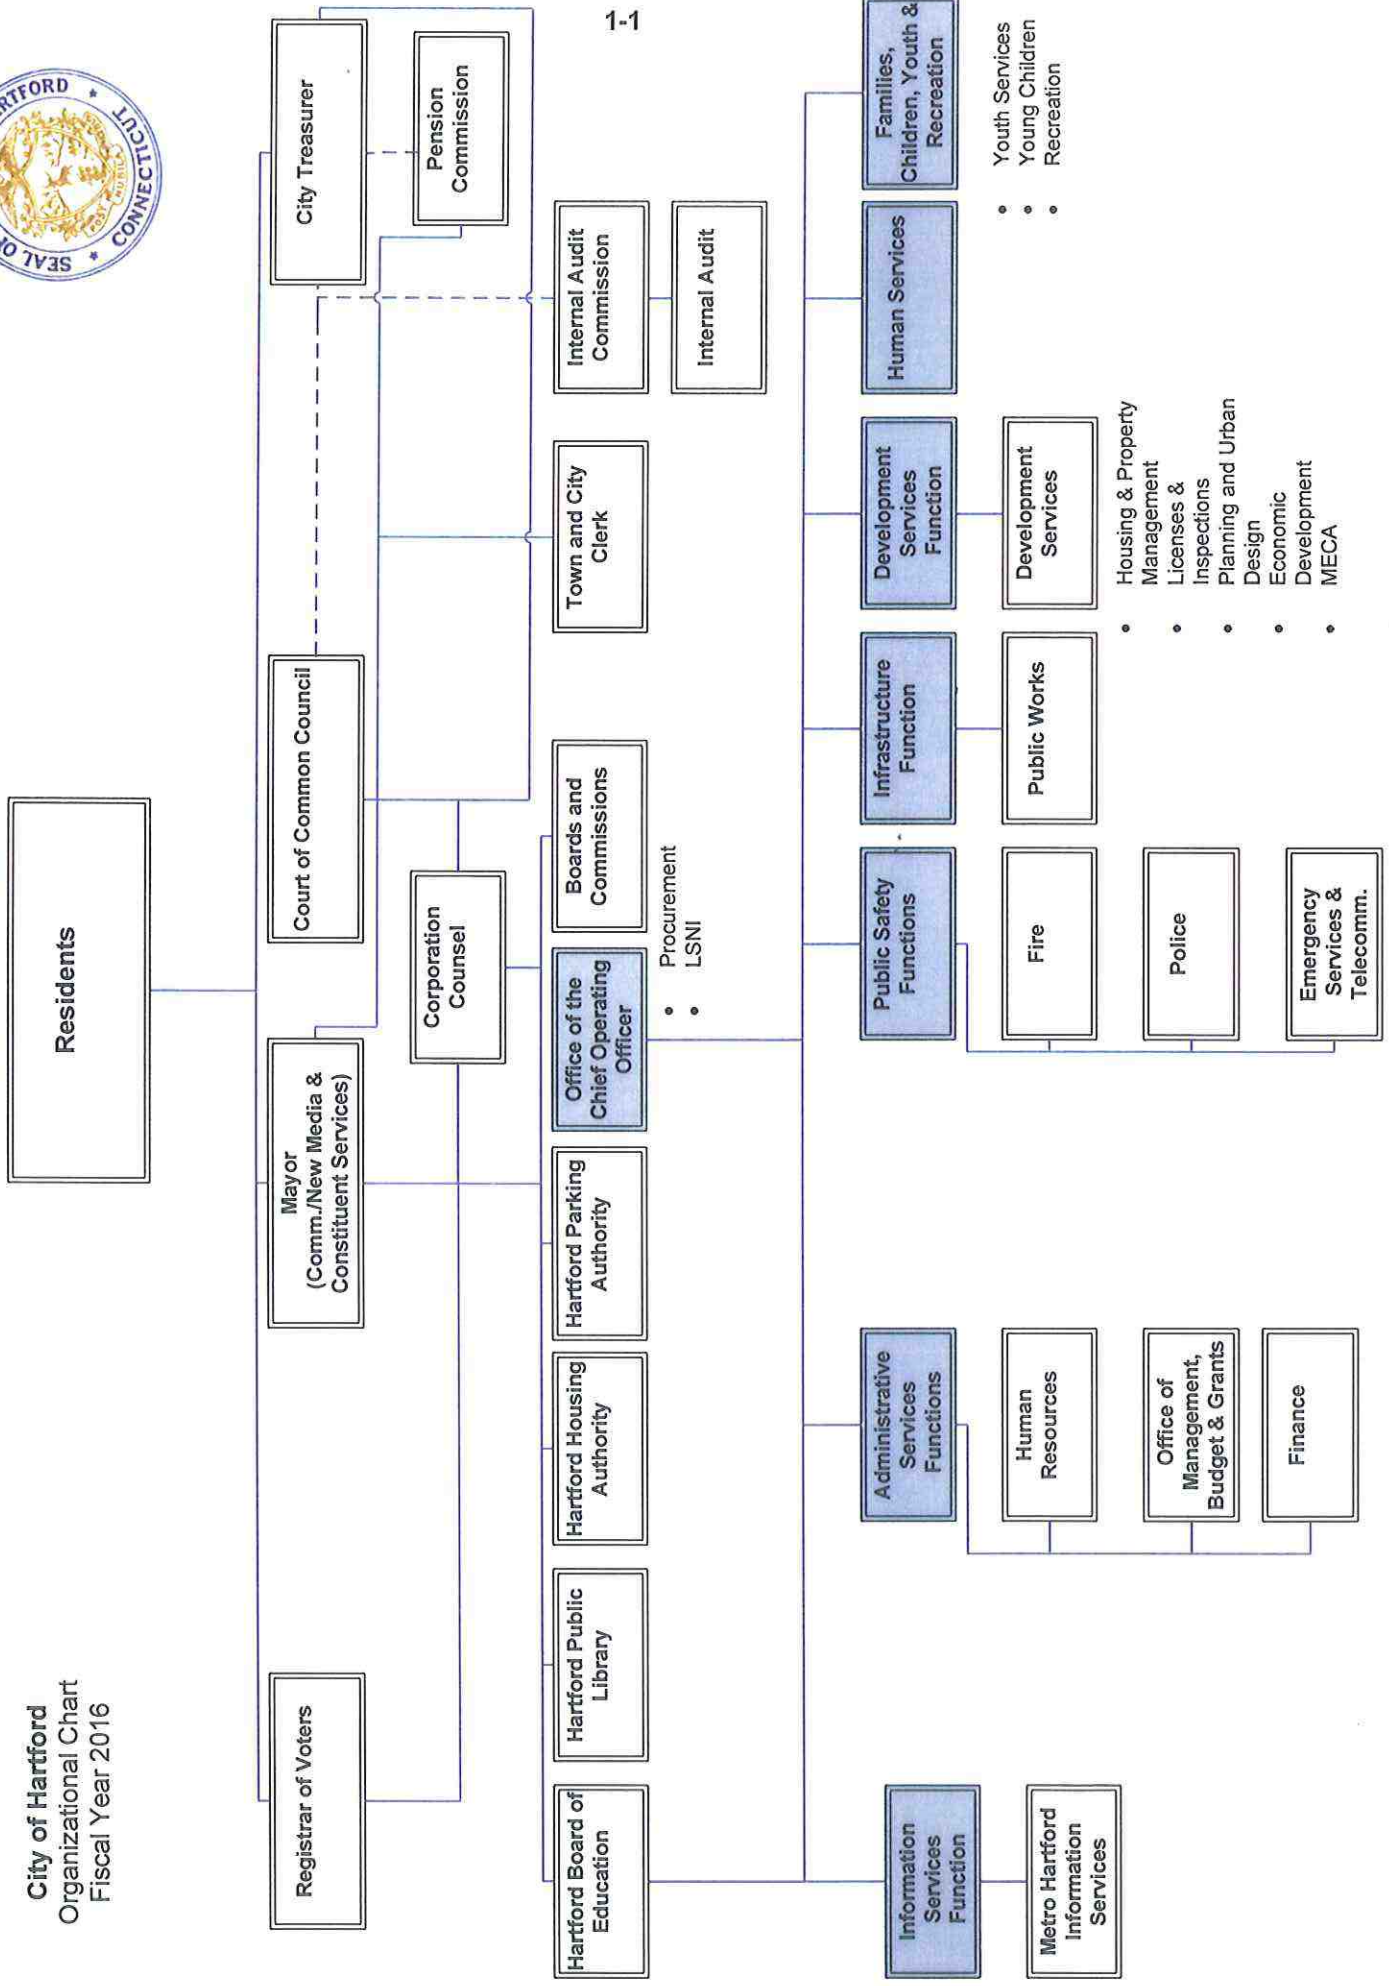 City of Hartford
Organizational Chart
Fiscal Year 2016
SEAL OF
RTFORD
CONNECTICUT
POST
NUBILA
Residents
Registrar of Voters
Mayor
(Comm./New Media &
Constituent Services)
Court of Common Council
City Treasurer
Corporation
Counsel
Pension
Commission
Hartford Board of
Education
Hartford Public
Library
Hartford Housing
Authority
Hartford Parking
Authority
Office of the
Chief Operating
Officer
Boards and
Commissions
Town and City
Clerk
Internal Audit
Commission
• Procurement
• LSNI
Internal Audit
1-1
Information
Services
Function
Administrative
Services
Functions
Public Safety
Functions
Infrastructure
Function
Development
Services
Function
Human Services
Families,
Children, Youth &
Recreation
Metro Hartford
Information
Services
Human
Resources
Office of
Management,
Budget & Grants
Finance
Fire
Police
Emergency
Services &
Telecomm.
Public Works
Development
Services
• Housing & Property
Management
• Licenses &
Inspections
• Planning and Urban
Design
• Economic
Development
• MECA
• Youth Services
• Young Children
• Recreation